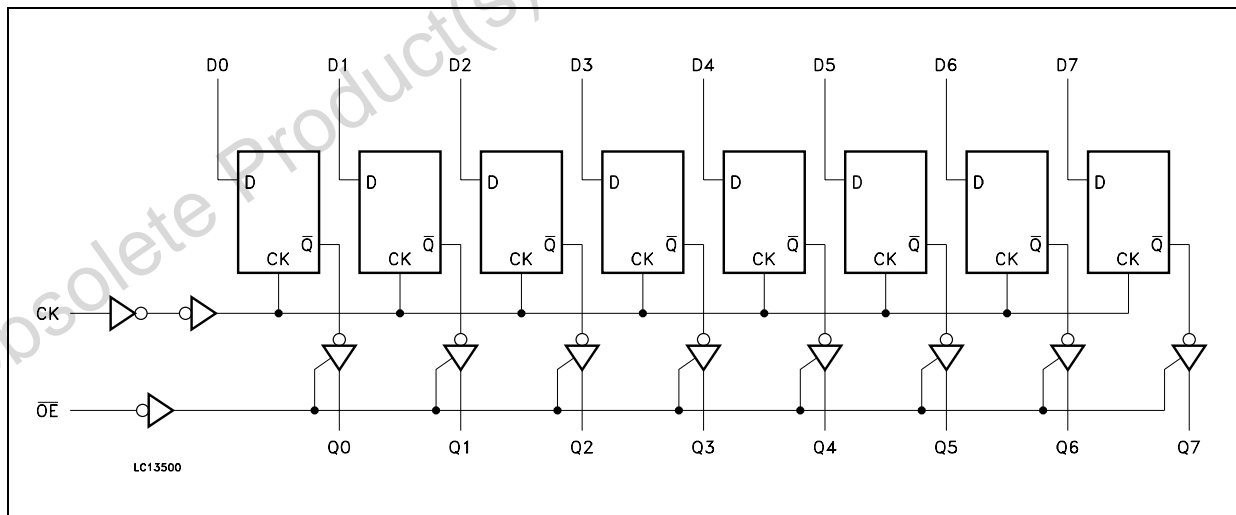 Obsolete Product(s)
D0 D1 D2 D3 D4 D5 D6 D7
D D D D D D D D
Q̅ Q̅ Q̅ Q̅ Q̅ Q̅ Q̅ Q̅
CK CK CK CK CK CK CK CK
CK
O̅E̅
Q0 Q1 Q2 Q3 Q4 Q5 Q6 Q7
LC13500